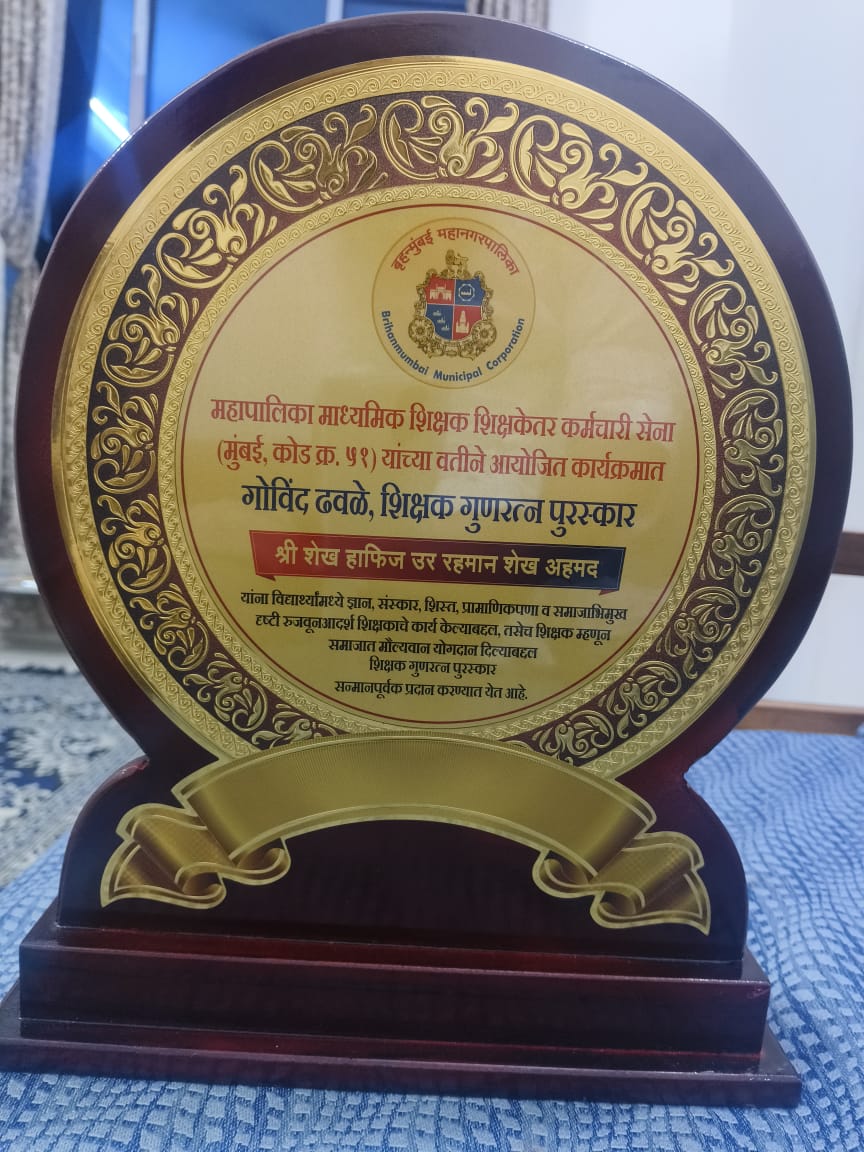 बृहन्मुंबई महानगरपालिका
Brihanmumbai Municipal Corporation
महापालिका माध्यमिक शिक्षक शिक्षकेतर कर्मचारी सेना
(मुंबई, कोड क्र. ५१) यांच्या वतीने आयोजित कार्यक्रमात
गोविंद ढवळे, शिक्षक गुणरत्न पुरस्कार
श्री शेख हाफिज उर रहमान शेख अहमद
यांना विद्यार्थ्यांमध्ये ज्ञान, संस्कार, शिस्त, प्रामाणिकपणा व समाजाभिमुख
दृष्टी रुजवूनआदर्श शिक्षकाचे कार्य केल्याबद्दल, तसेच शिक्षक म्हणून
समाजात मौल्यवान योगदान दिल्याबद्दल
शिक्षक गुणरत्न पुरस्कार
सन्मानपूर्वक प्रदान करण्यात येत आहे.